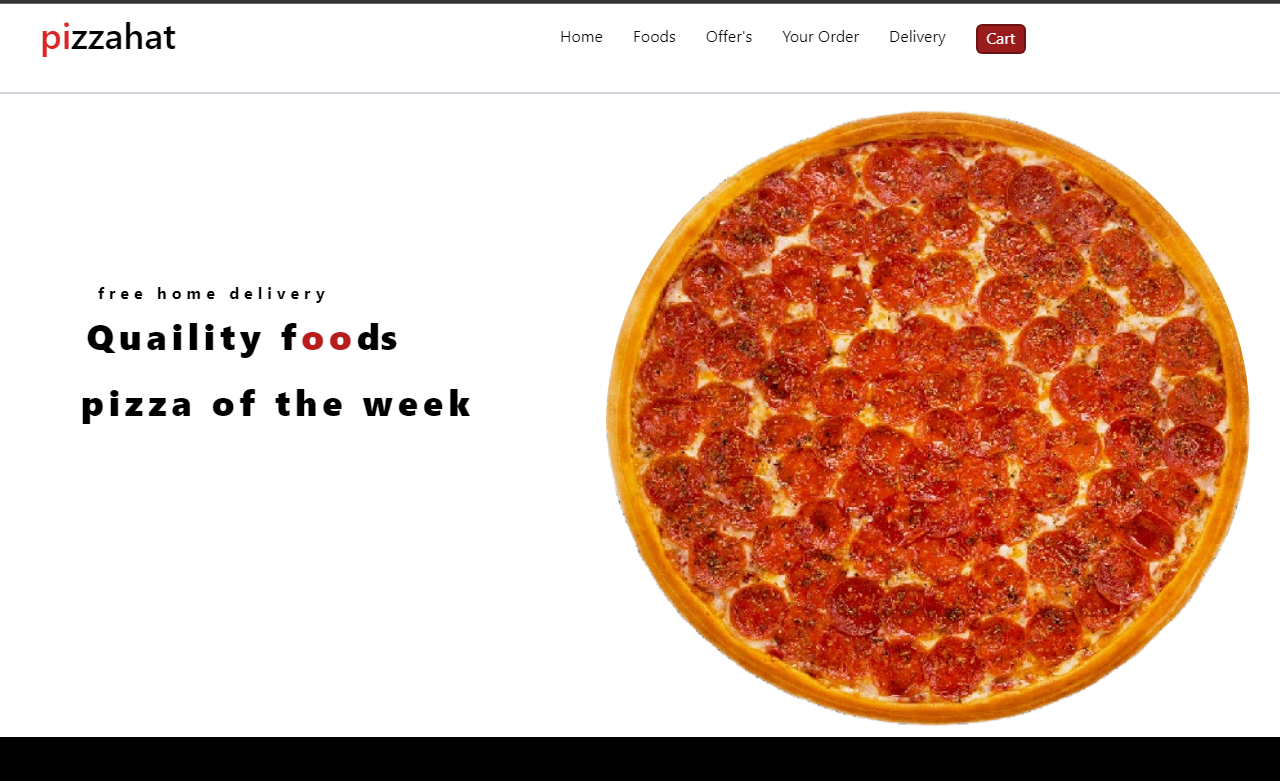 pizzahat
Home Foods Offer's Your Order Delivery Cart
free home delivery
Quaility foods
pizza of the week